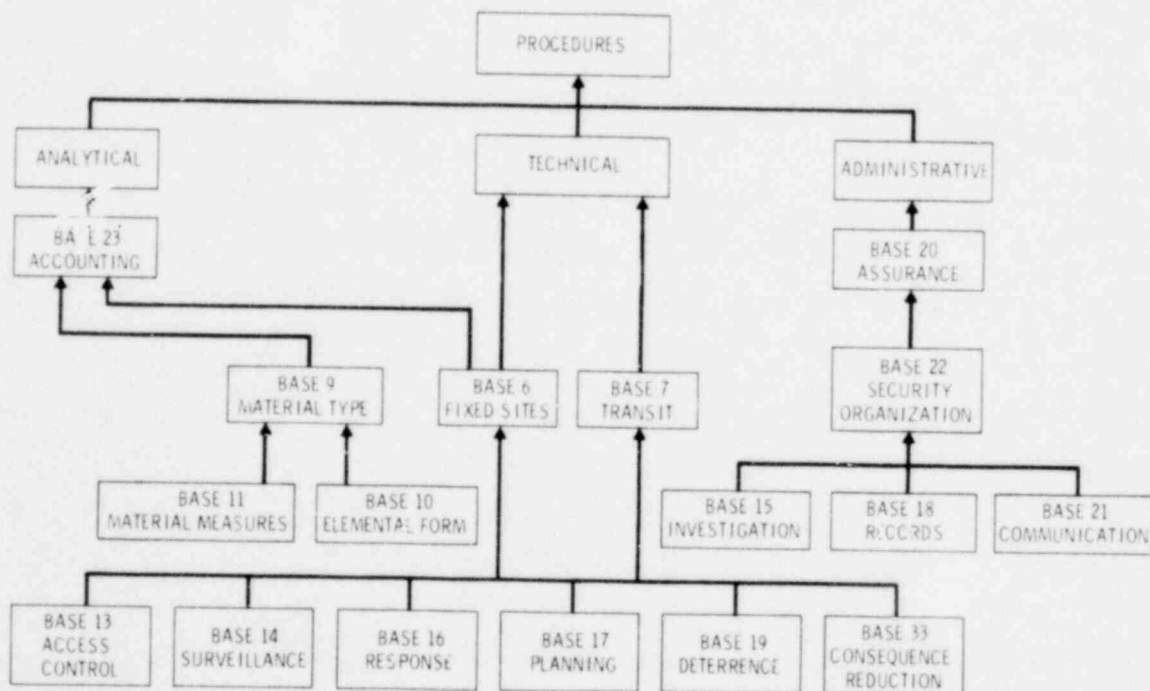 PROCEDURES
ANALYTICAL
TECHNICAL
ADMINISTRATIVE
BASE 23
ACCOUNTING
BASE 20
ASSURANCE
BASE 9
MATERIAL TYPE
BASE 6
FIXED SITES
BASE 7
TRANSIT
BASE 22
SECURITY
ORGANIZATION
BASE 11
MATERIAL MEASURES
BASE 10
ELEMENTAL FORM
BASE 15
INVESTIGATION
BASE 18
RECORDS
BASE 21
COMMUNICATION
BASE 13
ACCESS
CONTROL
BASE 14
SURVEILLANCE
BASE 16
RESPONSE
BASE 17
PLANNING
BASE 19
DETERRENCE
BASE 33
CONSEQUENCE
REDUCTION